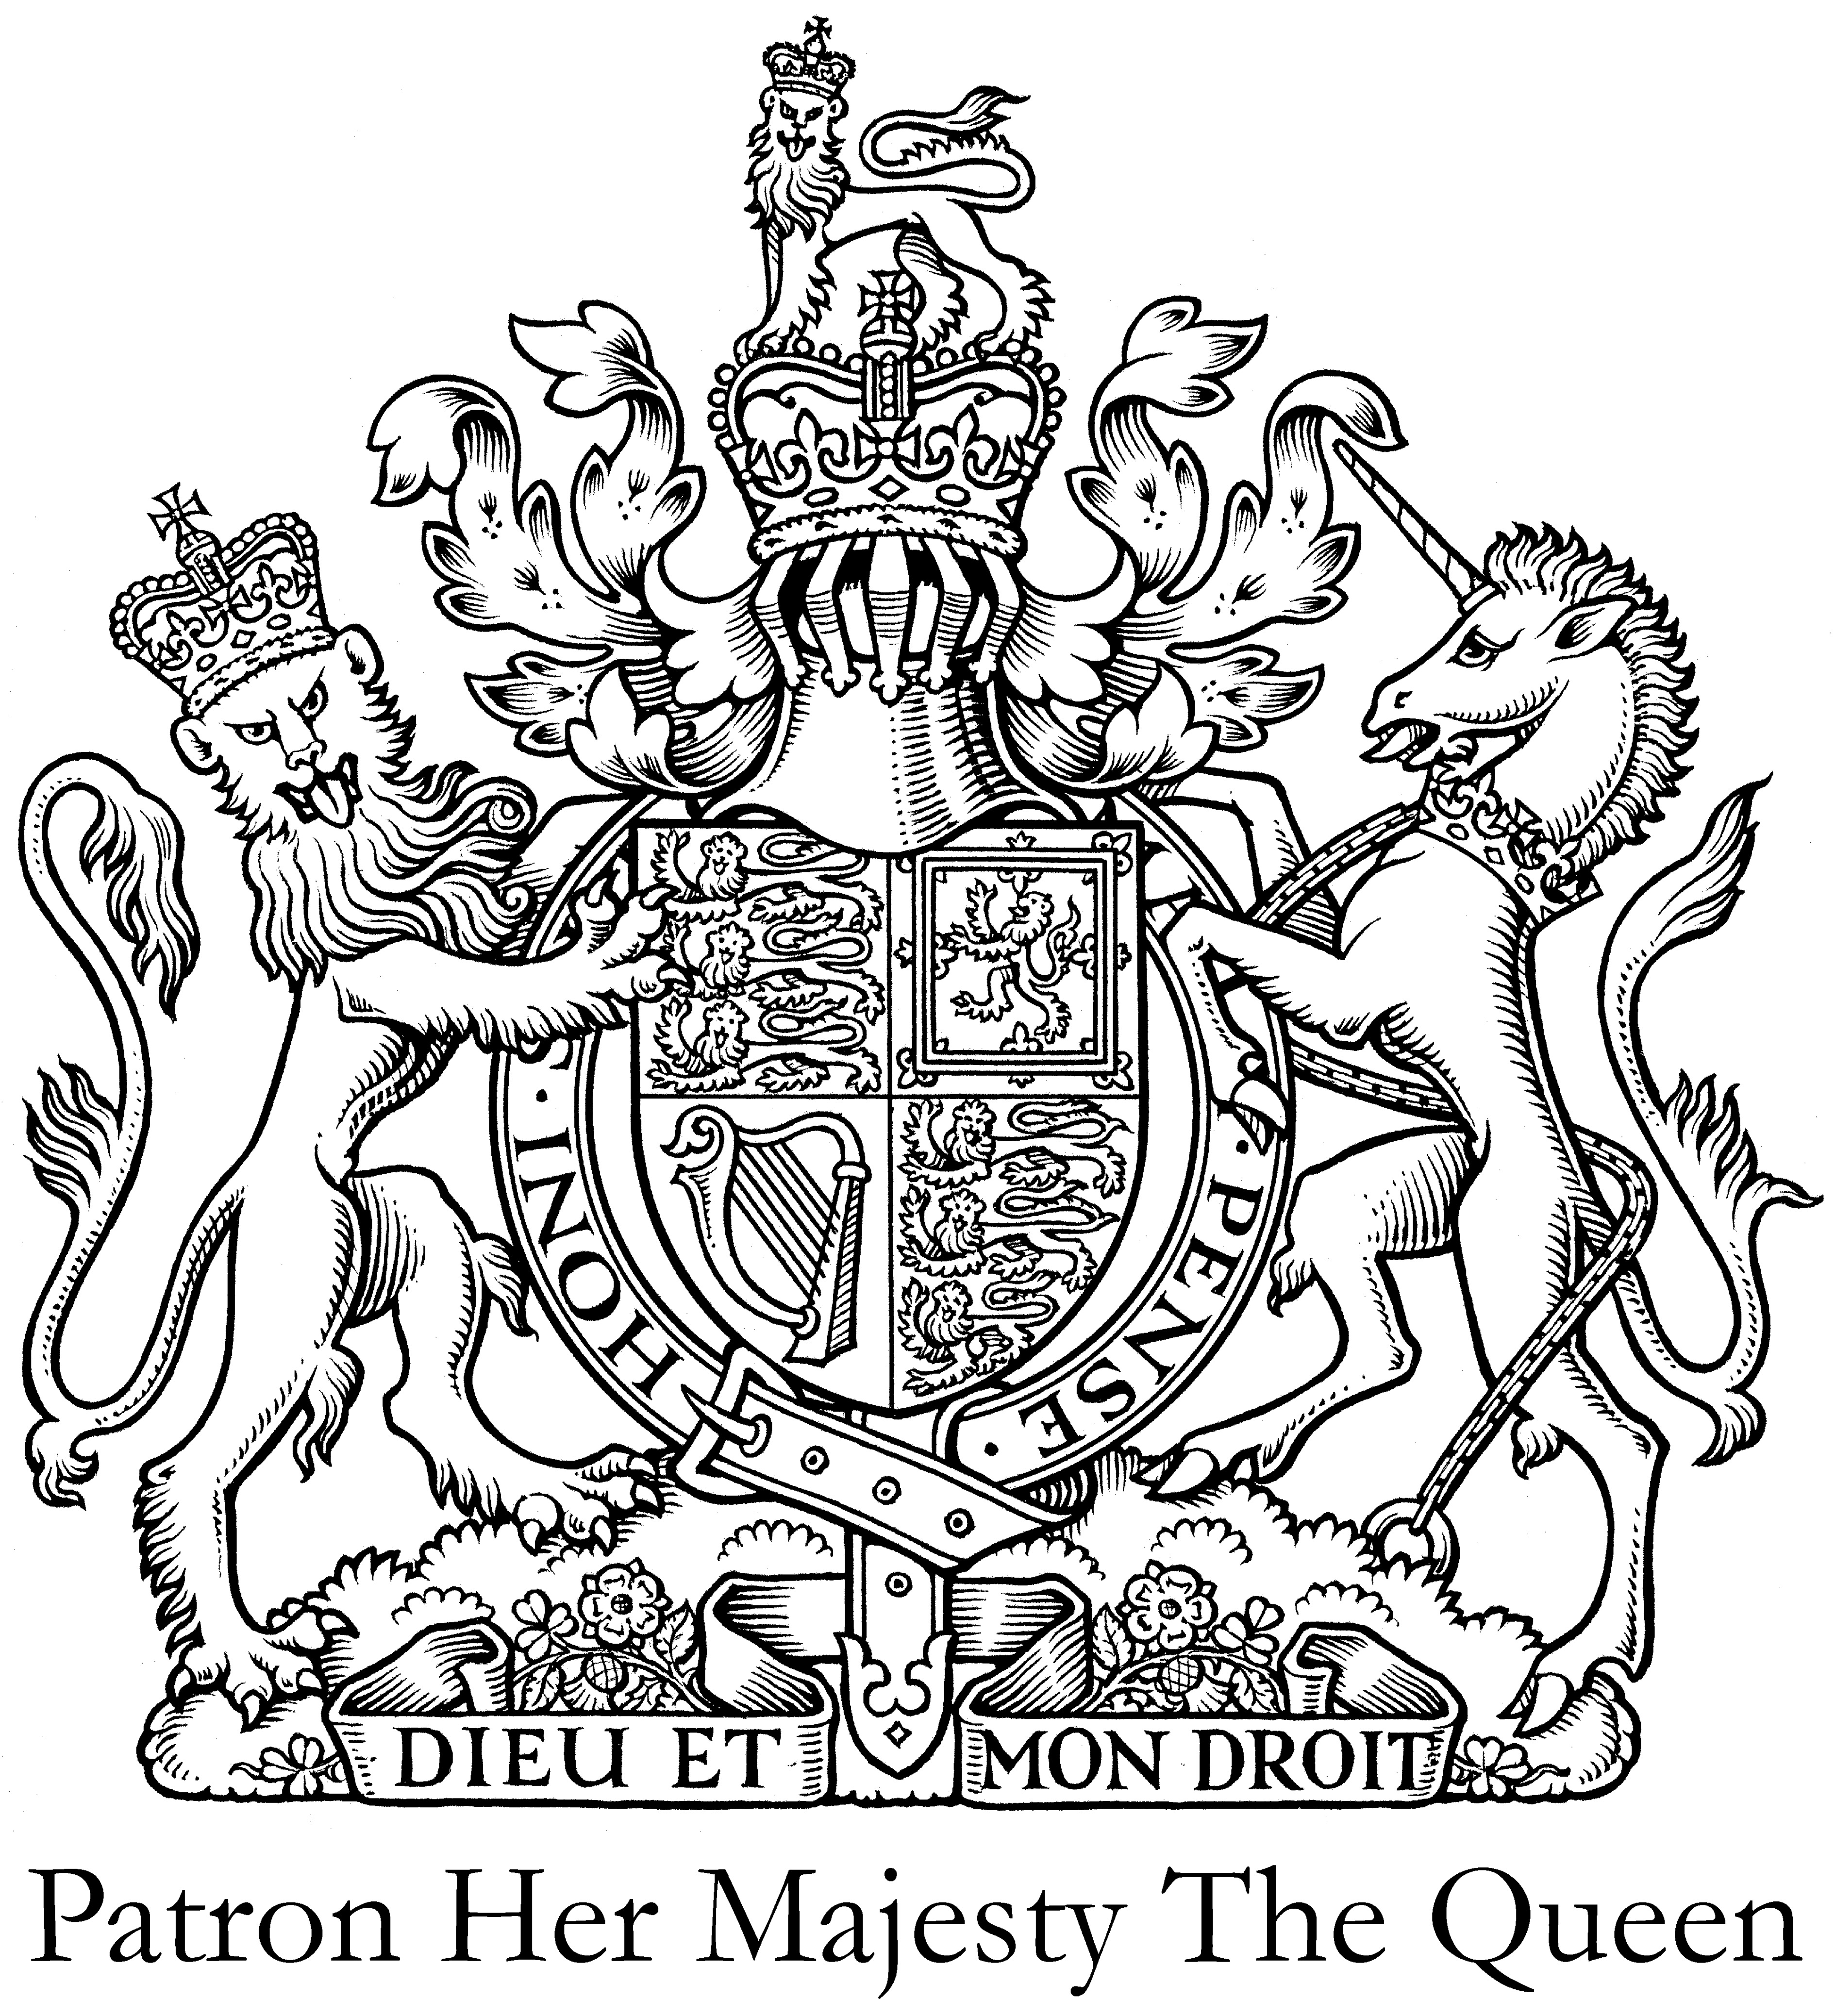 HONI · PENSE ·
DIEU ET MON DROIT
Patron Her Majesty The Queen